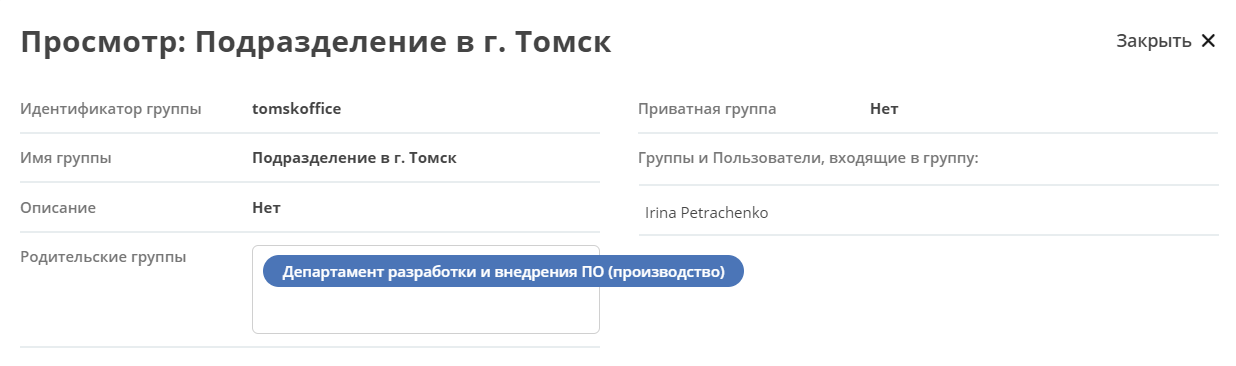 Просмотр: Подразделение в г. Томск
Закрыть ✕
Идентификатор группы tomskoffice
Имя группы Подразделение в г. Томск
Описание Нет
Родительские группы Департамент разработки и внедрения ПО (производство)
Приватная группа Нет
Группы и Пользователи, входящие в группу:
Irina Petrachenko